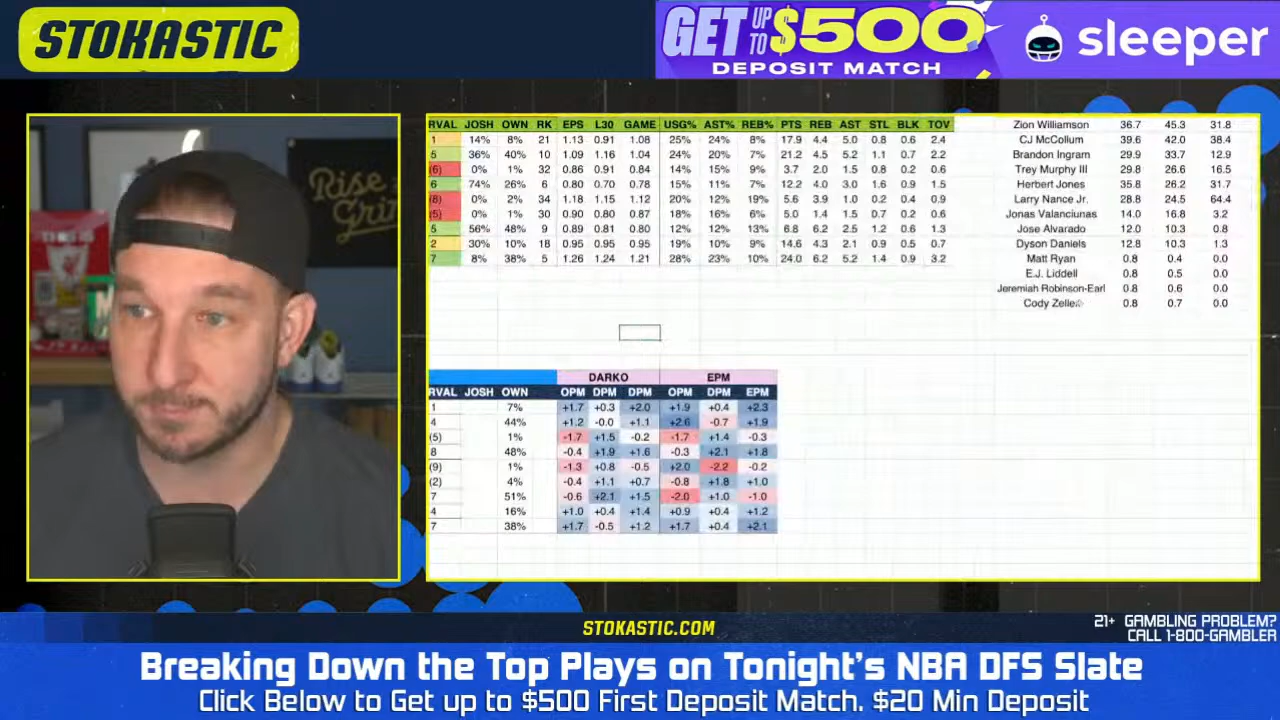 STOKASTIC
GET UP TO $500
DEPOSIT MATCH
sleeper
Rise
Grin
RVAL JOSH OWN RK EPS L30 GAME USG% AST% REB% PTS REB AST STL BLK TOV
1 14% 8% 21 1.13 0.91 1.08 25% 24% 8% 17.9 4.4 5.0 0.8 0.6 2.4
5 36% 40% 10 1.09 1.16 1.04 24% 20% 7% 21.2 4.5 5.2 1.1 0.7 2.2
(6) 0% 1% 32 0.86 0.91 0.84 14% 15% 9% 3.7 2.0 1.5 0.8 0.2 0.6
6 74% 26% 6 0.80 0.70 0.78 15% 11% 7% 12.2 4.0 3.0 1.6 0.9 1.5
(8) 0% 2% 34 1.18 1.15 1.12 20% 12% 19% 5.6 3.9 1.0 0.2 0.4 0.9
(5) 0% 1% 30 0.90 0.80 0.87 18% 16% 6% 5.0 1.4 1.5 0.7 0.2 0.6
5 56% 48% 9 0.89 0.81 0.80 12% 12% 13% 6.8 6.2 2.5 1.2 0.6 1.3
2 30% 10% 18 0.95 0.95 0.95 19% 10% 9% 14.6 4.3 2.1 0.9 0.5 0.7
7 8% 38% 5 1.26 1.24 1.21 28% 23% 10% 24.0 6.2 5.2 1.4 0.9 3.2
Zion Williamson 36.7 45.3 31.8
CJ McCollum 39.6 42.0 38.4
Brandon Ingram 29.9 33.7 12.9
Trey Murphy III 29.8 26.6 16.5
Herbert Jones 35.8 26.2 31.7
Larry Nance Jr. 28.8 24.5 64.4
Jonas Valanciunas 14.0 16.8 3.2
Jose Alvarado 12.0 10.3 0.8
Dyson Daniels 12.8 10.3 1.3
Matt Ryan 0.8 0.4 0.0
E.J. Liddell 0.8 0.5 0.0
Jeremiah Robinson-Earl 0.8 0.6 0.0
Cody Zeller 0.8 0.7 0.0
DARKO EPM
RVAL JOSH OWN OPM DPM DPM OPM DPM EPM
1 7% +1.7 +0.3 +2.0 +1.9 +0.4 +2.3
4 44% +1.2 -0.0 +1.1 +2.6 -0.7 +1.9
(5) 1% -1.7 +1.5 -0.2 -1.7 +1.4 -0.3
8 48% -0.4 +1.9 +1.6 -0.3 +2.1 +1.8
(9) 1% -1.3 +0.8 -0.5 +2.0 -2.2 -0.2
(2) 4% -0.4 +1.1 +0.7 -0.8 +1.8 +1.0
7 51% -0.6 +2.1 +1.5 -2.0 +1.0 -1.0
4 16% +1.0 +0.4 +1.4 +0.9 +0.4 +1.2
7 38% +1.7 -0.5 +1.2 +1.7 +0.4 +2.1
STOKASTIC.COM
21+ GAMBLING PROBLEM?
CALL 1-800-GAMBLER
Breaking Down the Top Plays on Tonight's NBA DFS Slate
Click Below to Get up to $500 First Deposit Match. $20 Min Deposit